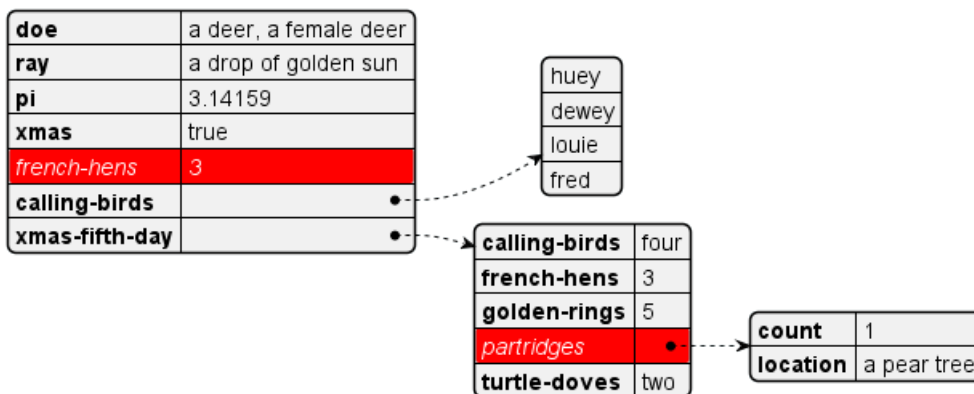 doe a deer, a female deer
ray a drop of golden sun
pi 3.14159
xmas true
french-hens 3
calling-birds
xmas-fifth-day
huey
dewey
louie
fred
calling-birds four
french-hens 3
golden-rings 5
partridges
turtle-doves two
count 1
location a pear tree